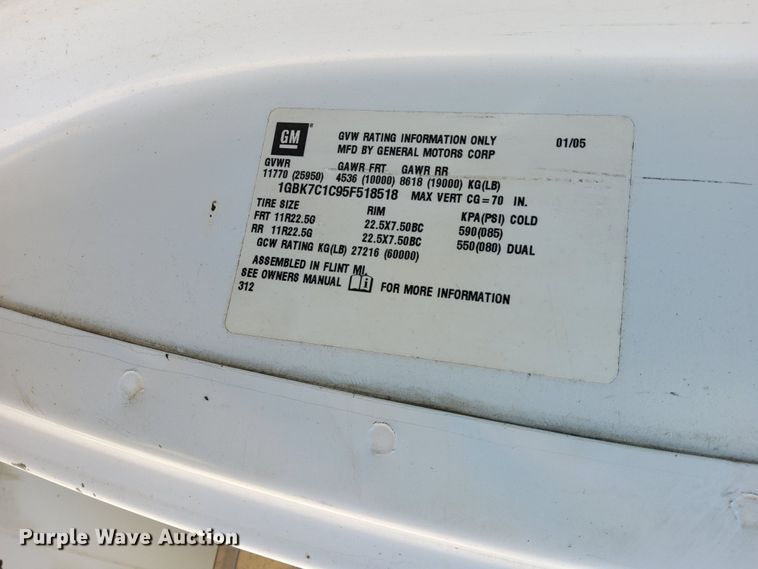 GM
®
GVW RATING INFORMATION ONLY 01/05
MFD BY GENERAL MOTORS CORP
GVWR GAWR FRT GAWR RR
11770 (25950) 4536 (10000) 8618 (19000) KG(LB)
1GBK7C1C95F518518 MAX VERT CG=70 IN.
TIRE SIZE RIM KPA(PSI) COLD
FRT 11R22.5G 22.5X7.50BC 590(085)
RR 11R22.5G 22.5X7.50BC 550(080) DUAL
GCW RATING KG(LB) 27216 (60000)
ASSEMBLED IN FLINT MI.
SEE OWNERS MANUAL i FOR MORE INFORMATION
312
Purple Wave Auction